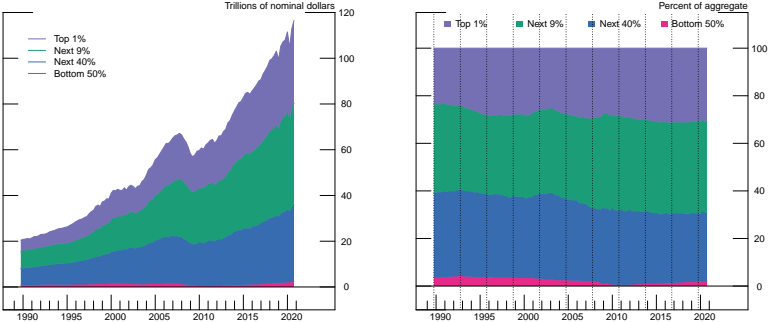 Trillions of nominal dollars
120
Top 1%
Next 9%
Next 40%
Bottom 50%
100
80
60
40
20
0
1990 1995 2000 2005 2010 2015 2020
Percent of aggregate
Top 1% Next 9% Next 40% Bottom 50%
100
80
60
40
20
0
1990 1995 2000 2005 2010 2015 2020